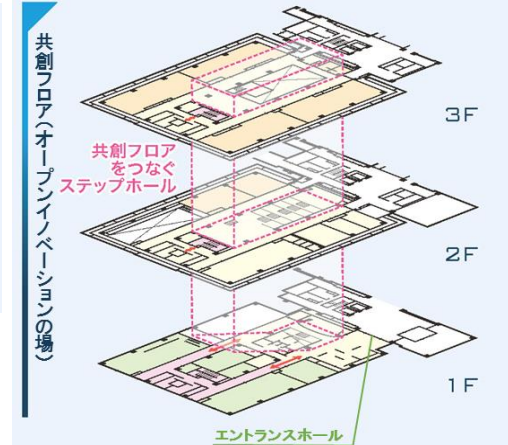 共創フロア(オープンイノベーションの場)
3F
共創フロア
をつなぐ
ステップホール
2F
1F
エントランスホール